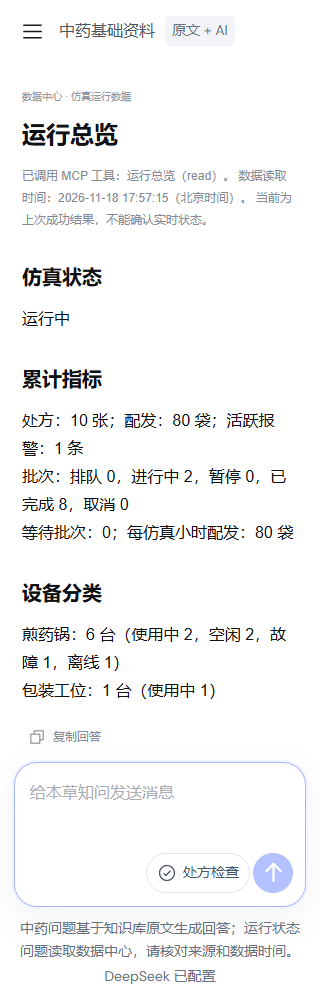 中药基础资料 原文 + AI
数据中心 · 仿真运行数据
运行总览
已调用 MCP 工具：运行总览（read）。 数据读取
时间：2026-11-18 17:57:15（北京时间）。 当前为
上次成功结果，不能确认实时状态。
仿真状态
运行中
累计指标
处方：10 张；配发：80 袋；活跃报
警：1 条
批次：排队 0，进行中 2，暂停 0，已
完成 8，取消 0
等待批次：0；每仿真小时配发：80 袋
设备分类
煎药锅：6 台（使用中 2，空闲 2，故
障 1，离线 1）
包装工位：1 台（使用中 1）
复制回答
给本草知问发送消息
处方检查
中药问题基于知识库原文生成回答；运行状态
问题读取数据中心，请核对来源和数据时间。
DeepSeek 已配置